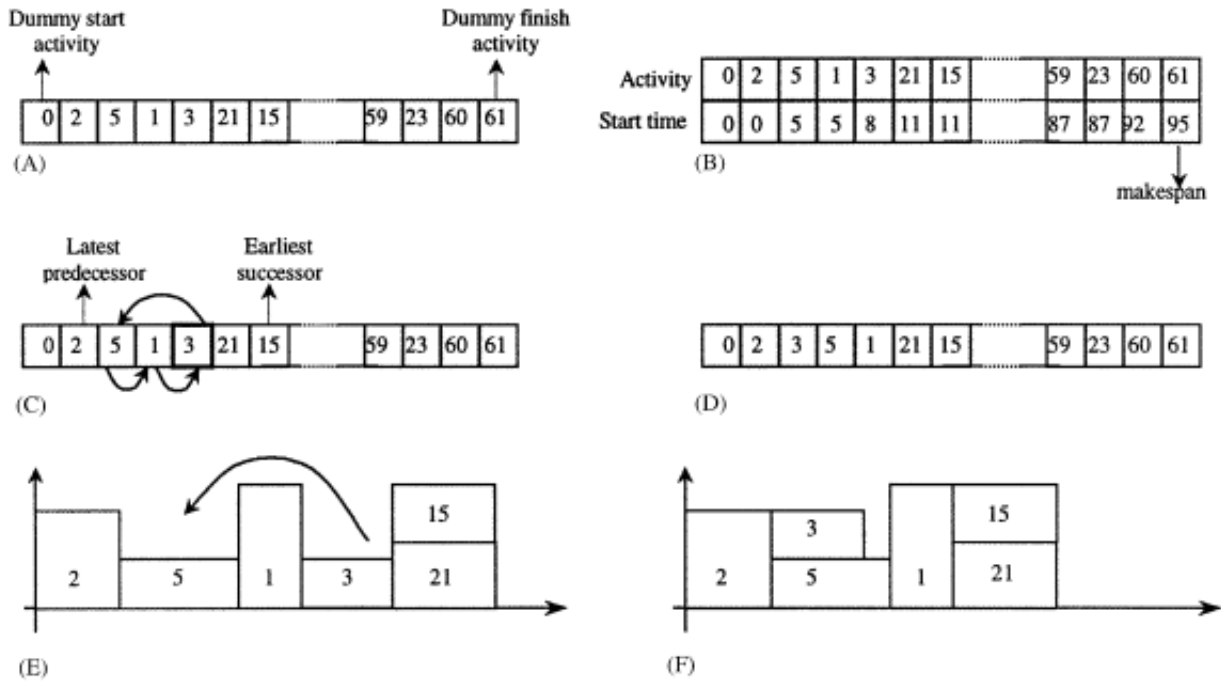 Dummy start
activity
Dummy finish
activity
0 2 5 1 3 21 15 59 23 60 61
(A)
Activity 0 2 5 1 3 21 15 59 23 60 61
Start time 0 0 5 5 8 11 11 87 87 92 95
(B)
makespan
Latest
predecessor
Earliest
successor
0 2 5 1 3 21 15 59 23 60 61
(C)
0 2 3 5 1 21 15 59 23 60 61
(D)
15
2 5 1 3 21
(E)
3 15
2 5 1 21
(F)